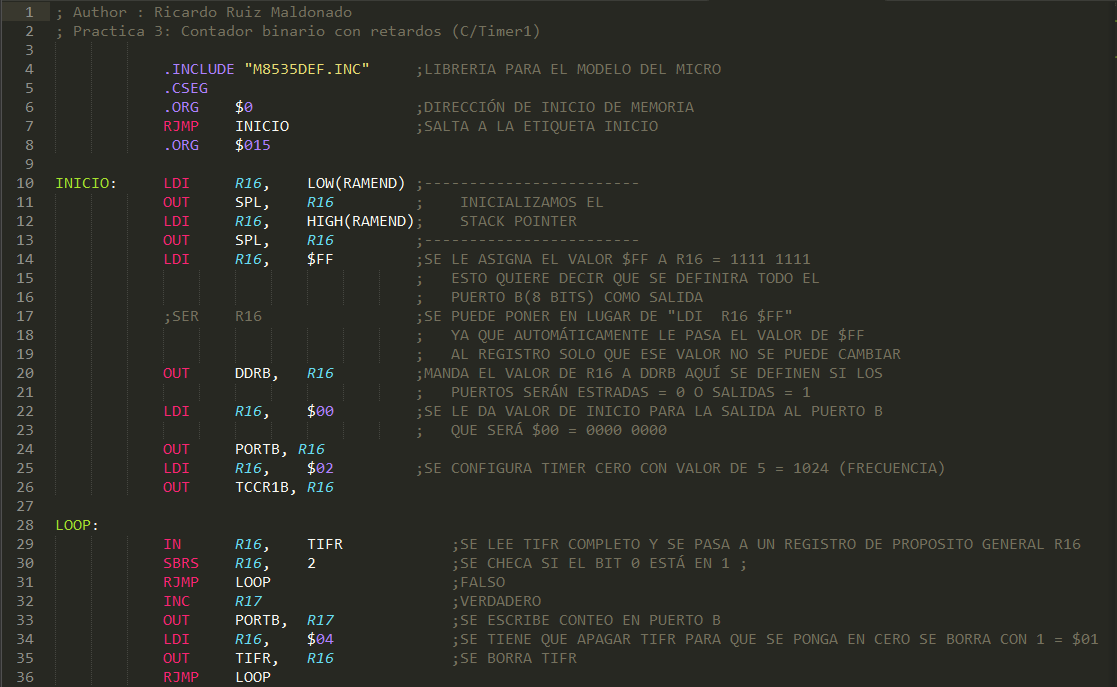 1 ; Author : Ricardo Ruiz Maldonado
2 ; Practica 3: Contador binario con retardos (C/Timer1)
3
4 .INCLUDE "M8535DEF.INC" ;LIBRERIA PARA EL MODELO DEL MICRO
5 .CSEG
6 .ORG $0 ;DIRECCIÓN DE INICIO DE MEMORIA
7 RJMP INICIO ;SALTA A LA ETIQUETA INICIO
8 .ORG $015
9
10 INICIO: LDI R16, LOW(RAMEND) ;------------------------
11 OUT SPL, R16 ; INICIALIZAMOS EL
12 LDI R16, HIGH(RAMEND); STACK POINTER
13 OUT SPL, R16 ;------------------------
14 LDI R16, $FF ;SE LE ASIGNA EL VALOR $FF A R16 = 1111 1111
15 ; ESTO QUIERE DECIR QUE SE DEFINIRA TODO EL
16 ; PUERTO B(8 BITS) COMO SALIDA
17 ;SER R16 ;SE PUEDE PONER EN LUGAR DE "LDI R16 $FF"
18 ; YA QUE AUTOMÁTICAMENTE LE PASA EL VALOR DE $FF
19 ; AL REGISTRO SOLO QUE ESE VALOR NO SE PUEDE CAMBIAR
20 OUT DDRB, R16 ;MANDA EL VALOR DE R16 A DDRB AQUÍ SE DEFINEN SI LOS
21 ; PUERTOS SERÁN ESTRADAS = 0 O SALIDAS = 1
22 LDI R16, $00 ;SE LE DA VALOR DE INICIO PARA LA SALIDA AL PUERTO B
23 ; QUE SERÁ $00 = 0000 0000
24 OUT PORTB, R16
25 LDI R16, $02 ;SE CONFIGURA TIMER CERO CON VALOR DE 5 = 1024 (FRECUENCIA)
26 OUT TCCR1B, R16
27
28 LOOP:
29 IN R16, TIFR ;SE LEE TIFR COMPLETO Y SE PASA A UN REGISTRO DE PROPOSITO GENERAL R16
30 SBRS R16, 2 ;SE CHECA SI EL BIT 0 ESTÁ EN 1 ;
31 RJMP LOOP ;FALSO
32 INC R17 ;VERDADERO
33 OUT PORTB, R17 ;SE ESCRIBE CONTEO EN PUERTO B
34 LDI R16, $04 ;SE TIENE QUE APAGAR TIFR PARA QUE SE PONGA EN CERO SE BORRA CON 1 = $01
35 OUT TIFR, R16 ;SE BORRA TIFR
36 RJMP LOOP